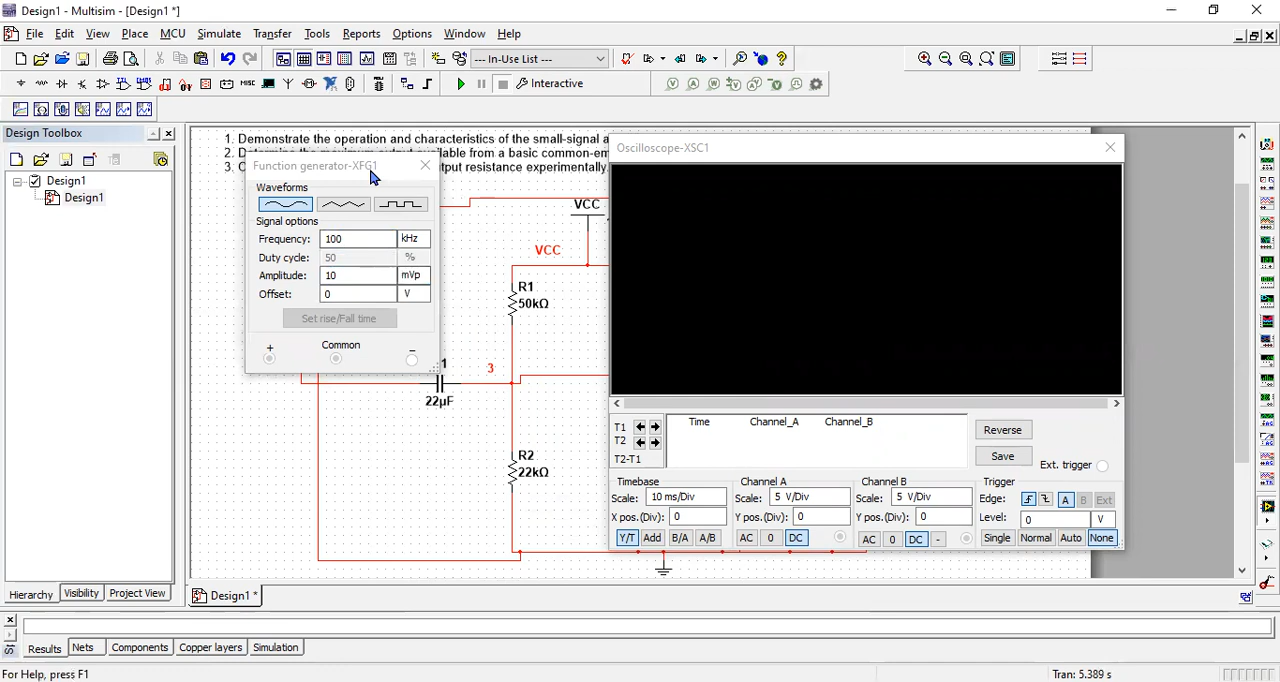 Design1 - Multisim - [Design1 *]
File Edit View Place MCU Simulate Transfer Tools Reports Options Window Help
--- In-Use List ---
MISC Interactive
Design Toolbox
Design1
Design1
1. Demonstrate the operation and characteristics of the small-signal a
2. lable from a basic common-em
3. C tput resistance experimentally.
Function generator-XFG1
Waveforms
Signal options
Frequency: 100 kHz
Duty cycle: 50 %
Amplitude: 10 mVp
Offset: 0 V
Set rise/Fall time
+ Common –
VCC
VCC
R1
50kΩ
1
3
22µF
R2
22kΩ
Oscilloscope-XSC1
T1
T2
T2-T1
Time Channel_A Channel_B
Reverse
Save
Ext. trigger
Timebase
Scale: 10 ms/Div
X pos.(Div): 0
Y/T Add B/A A/B
Channel A
Scale: 5 V/Div
Y pos.(Div): 0
AC 0 DC
Channel B
Scale: 5 V/Div
Y pos.(Div): 0
AC 0 DC -
Trigger
Edge: A B Ext
Level: 0 V
Single Normal Auto None
Hierarchy Visibility Project View
Design1 *
Results Nets Components Copper layers Simulation
For Help, press F1
Tran: 5.389 s